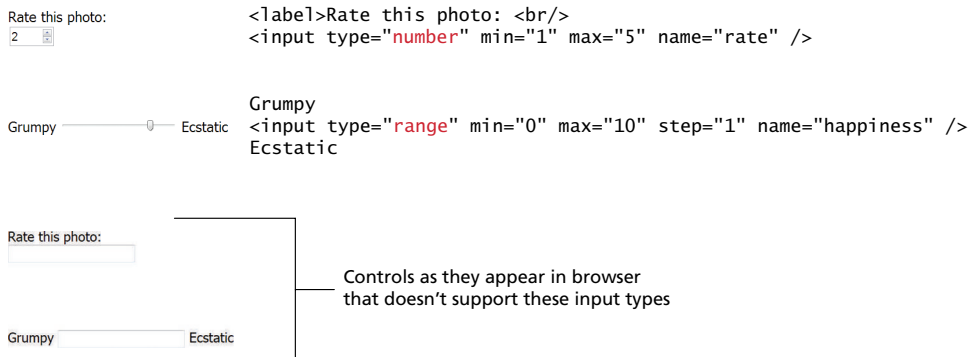 Rate this photo:
2
<label>Rate this photo: <br/>
<input type="number" min="1" max="5" name="rate" />
Grumpy
Ecstatic
Grumpy
<input type="range" min="0" max="10" step="1" name="happiness" />
Ecstatic
Rate this photo:
Grumpy
Ecstatic
Controls as they appear in browser
that doesn't support these input types